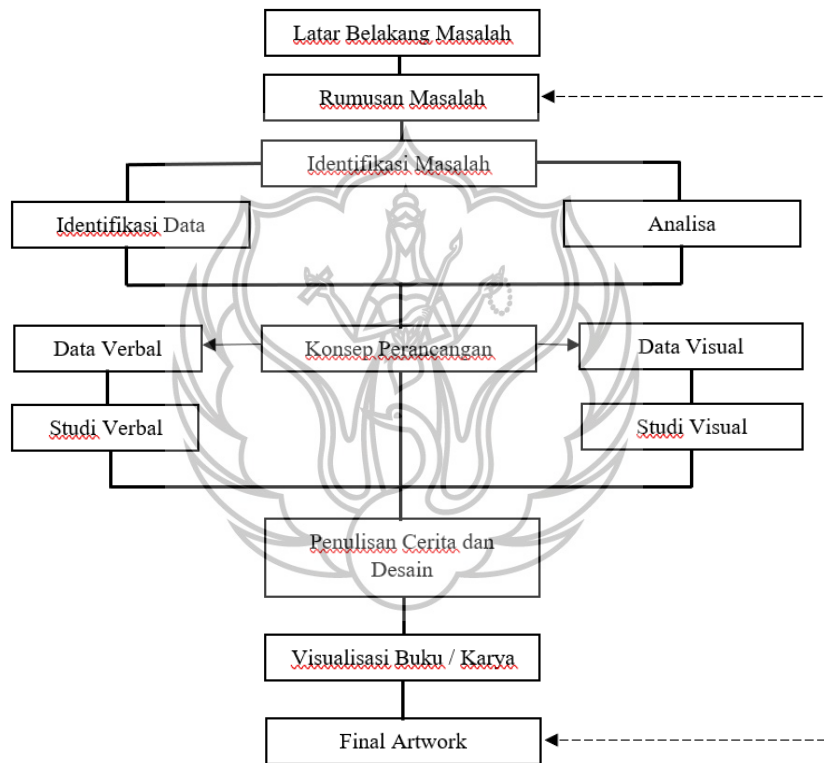 Latar Belakang Masalah
Rumusan Masalah
Identifikasi Masalah
Identifikasi Data
Analisa
Data Verbal
Konsep Perancangan
Data Visual
Studi Verbal
Studi Visual
Penulisan Cerita dan
Desain
Visualisasi Buku / Karya
Final Artwork